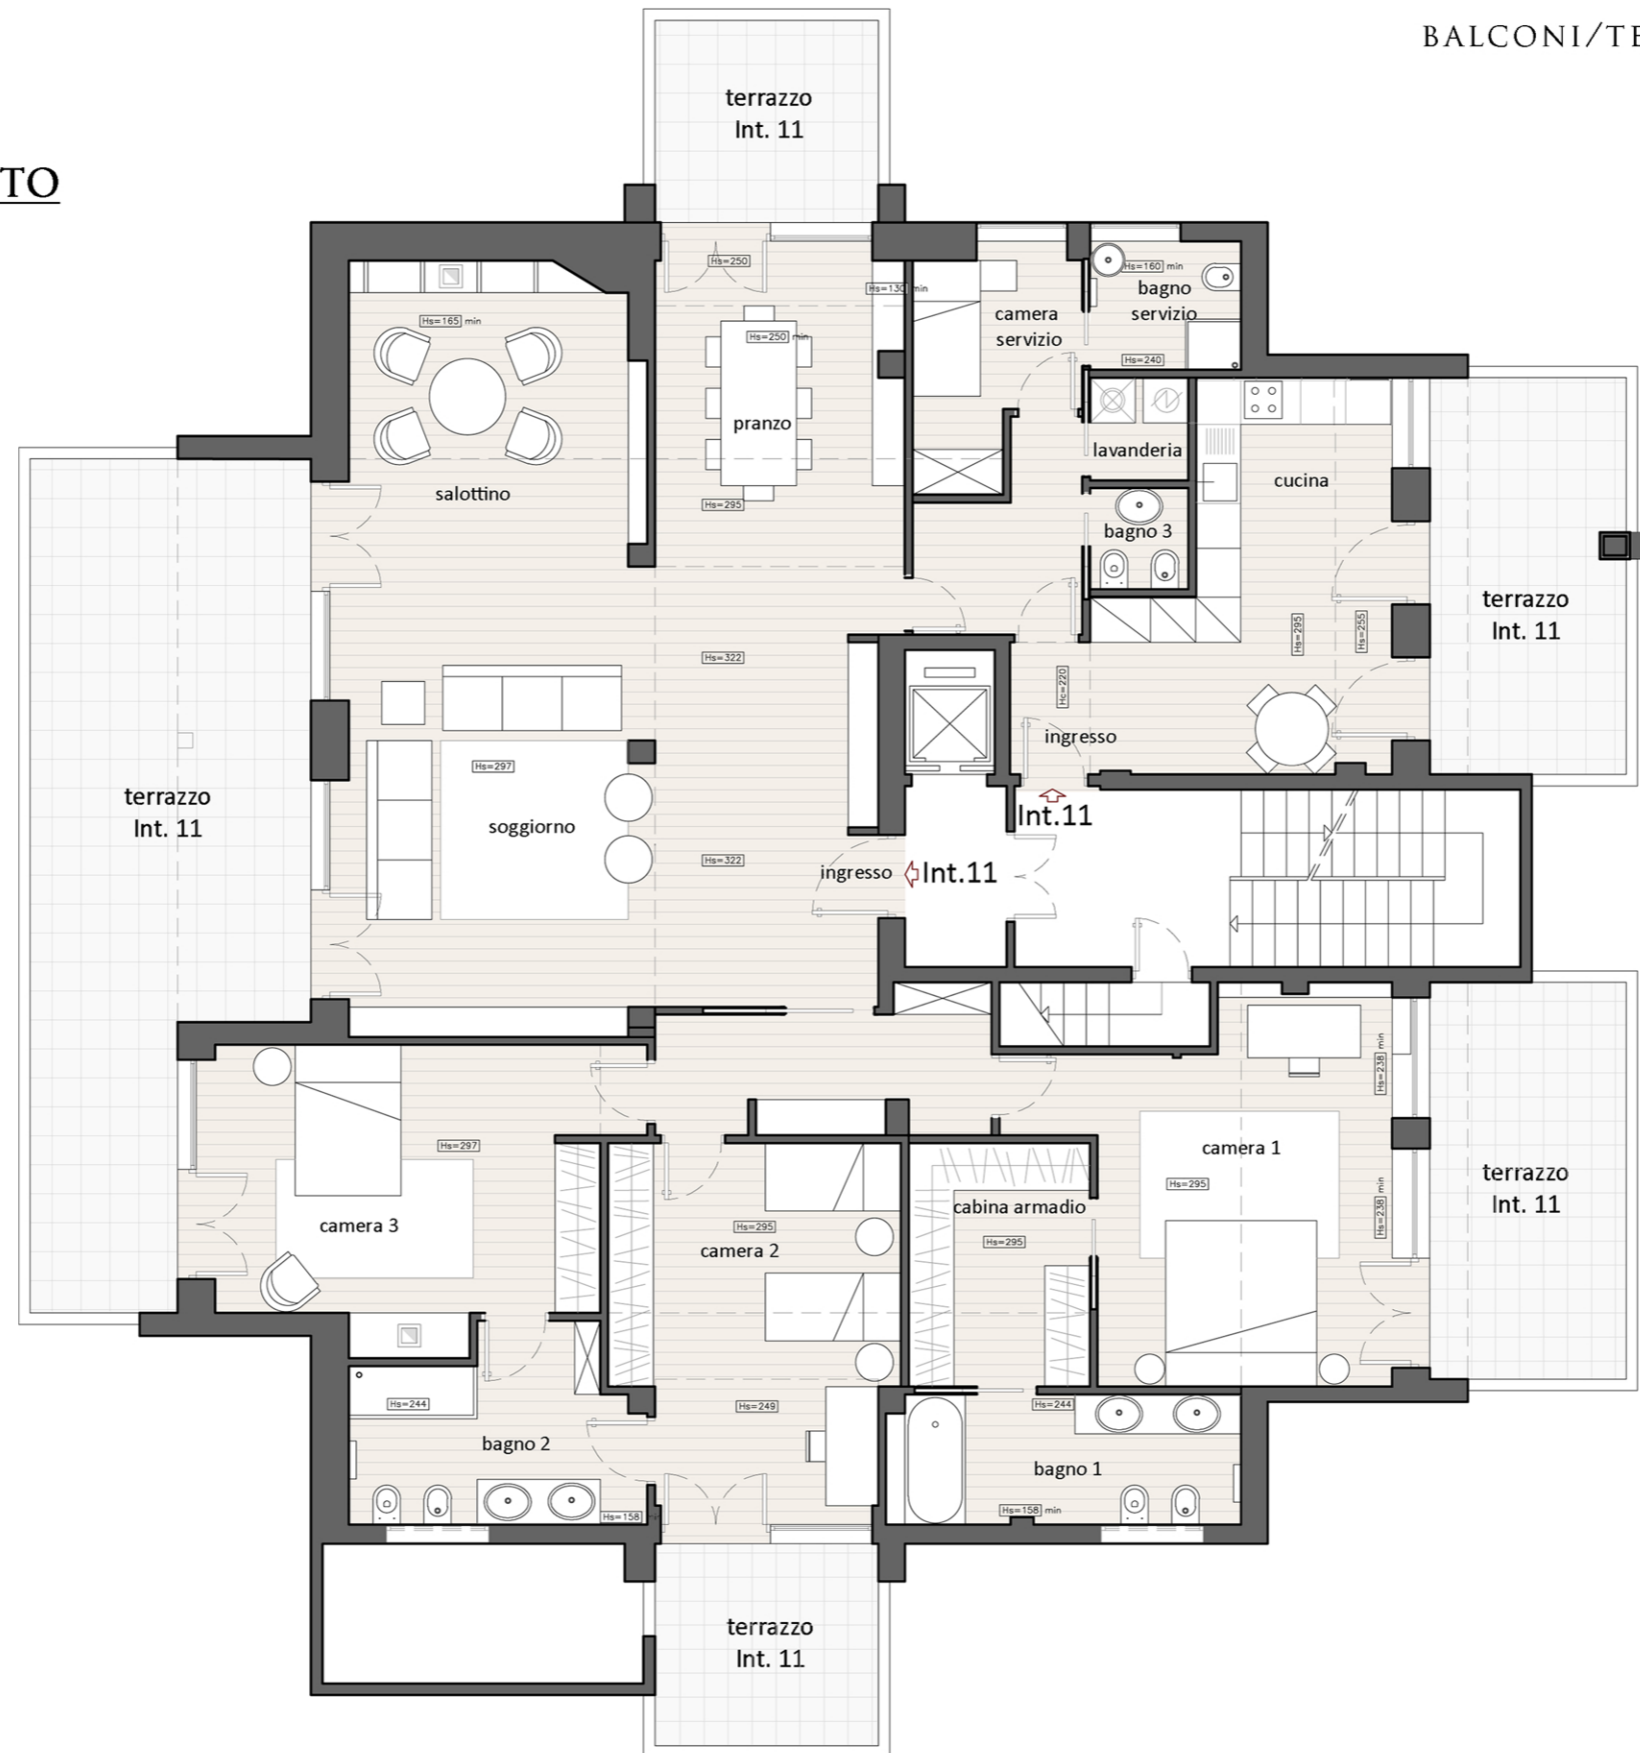 BALCONI/TE
TO
terrazzo
Int. 11
Hs=250
Hs=130 min
Hs=160 min
bagno
servizio
camera
servizio
Hs=165 min
Hs=250 min
Hs=240
pranzo
lavanderia
salottino
cucina
Hs=295
bagno 3
terrazzo
Int. 11
Hs=295
Hs=255
Hs=322
Hc=220
ingresso
Hs=297
terrazzo
Int. 11
Int.11
soggiorno
Hs=322
ingresso
Int.11
Hs=238 min
camera 1
Hs=297
Hs=295
terrazzo
Int. 11
Hs=238 min
cabina armadio
camera 3
Hs=295
camera 2
Hs=295
Hs=244
Hs=249
Hs=244
bagno 2
bagno 1
Hs=158
Hs=158 min
terrazzo
Int. 11